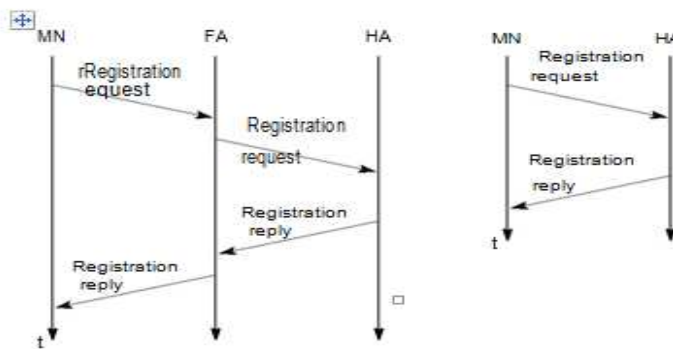 MN FA HA
rRegistration
equest
Registration
request
Registration
reply
Registration
reply
t
MN HA
Registration
request
Registration
reply
t